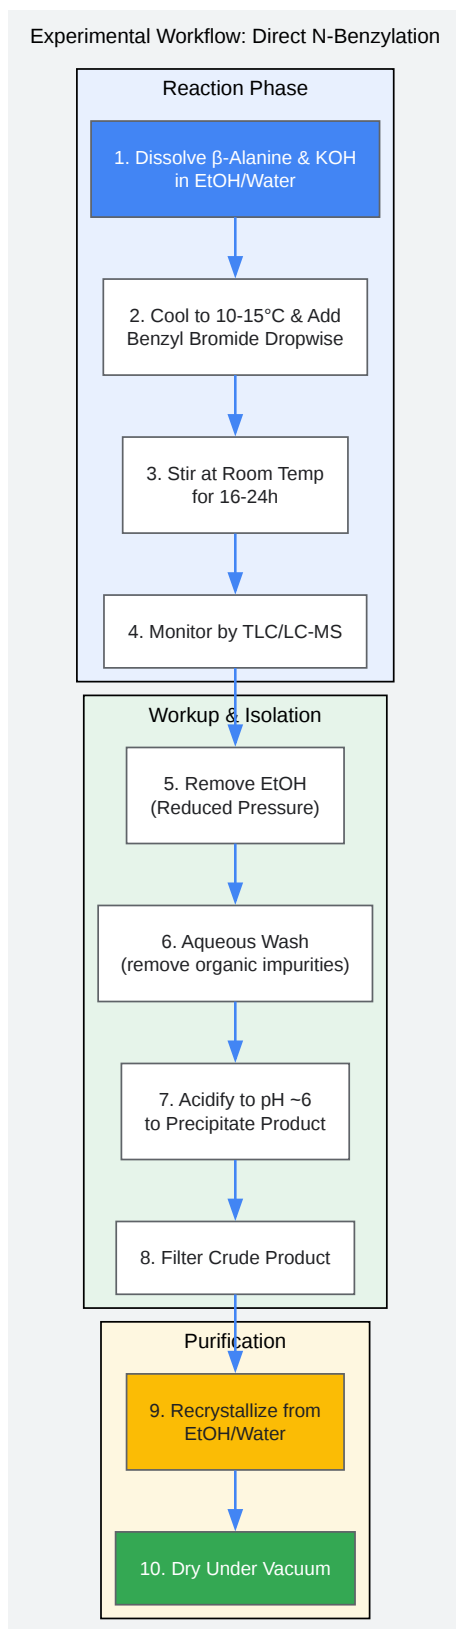 Experimental Workflow: Direct N-Benzylation
Reaction Phase
1. Dissolve β-Alanine & KOH
in EtOH/Water
2. Cool to 10-15°C & Add
Benzyl Bromide Dropwise
3. Stir at Room Temp
for 16-24h
4. Monitor by TLC/LC-MS
Workup & Isolation
5. Remove EtOH
(Reduced Pressure)
6. Aqueous Wash
(remove organic impurities)
7. Acidify to pH ~6
to Precipitate Product
8. Filter Crude Product
Purification
9. Recrystallize from
EtOH/Water
10. Dry Under Vacuum